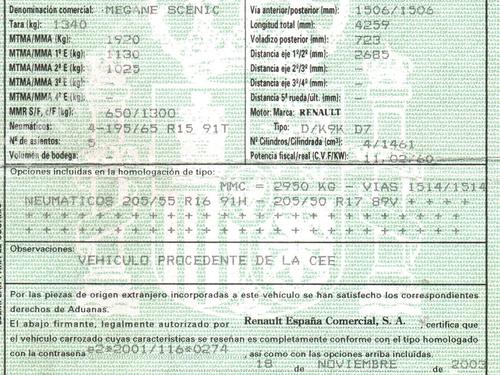 Denominación comercial: MEGANE SCENIC
Tara (kg): 1340
MTMA/MMA (Kg): 1920
MTMA/MMA 1º E (kg): 1130
MTMA/MMA 2º E (kg): 1025
MTMA/MMA 3º E (kg): -
MTMA/MMA 4º E (kg): -
MMR S/F, c/F (kg): 650/1300
Neumáticos: 4-195/65 R15 91T
Nº de asientos: 5
Volumen de bodega: -
Vía anterior/posterior (mm): 1506/1506
Longitud total (mm): 4259
Voladizo posterior (mm): 723
Distancia eje 1º/2º (mm): 2685
Distancia eje 2º/3º (mm): -
Distancia eje 3º/4º (mm): -
Distancia 5ª rueda/últ. (mm): -
Motor: Marca: RENAULT
Tipo: D/K9K D7
Nº Cilindros/Cilindrada (cm³): 4/1461
Potencia fiscal/real (C.V.F/KW): 11,02/60
Opciones incluidas en la homologación de tipo:
MMC = 2950 KG - VIAS 1514/1514
NEUMATICOS 205/55 R16 91H - 205/50 R17 89V + + + +
+ + + + + + + + + + + + + + + + + + + + + + + +
+ + + + + + + + + + + + + + + + + + + + + + + +
Observaciones:
VEHICULO PROCEDENTE DE LA CEE
Por las piezas de origen extranjero incorporadas a este vehículo se han satisfecho los correspondientes
derechos de Aduanas.
El abajo firmante, legalmente autorizado por Renault España Comercial, S. A., certifica que
el vehículo carrozado cuyas características se reseñan es completamente conforme con el tipo homologado
con la contraseña e2*2001/116*0274, así como con las opciones arriba incluidas.
18 de NOVIEMBRE de 2003